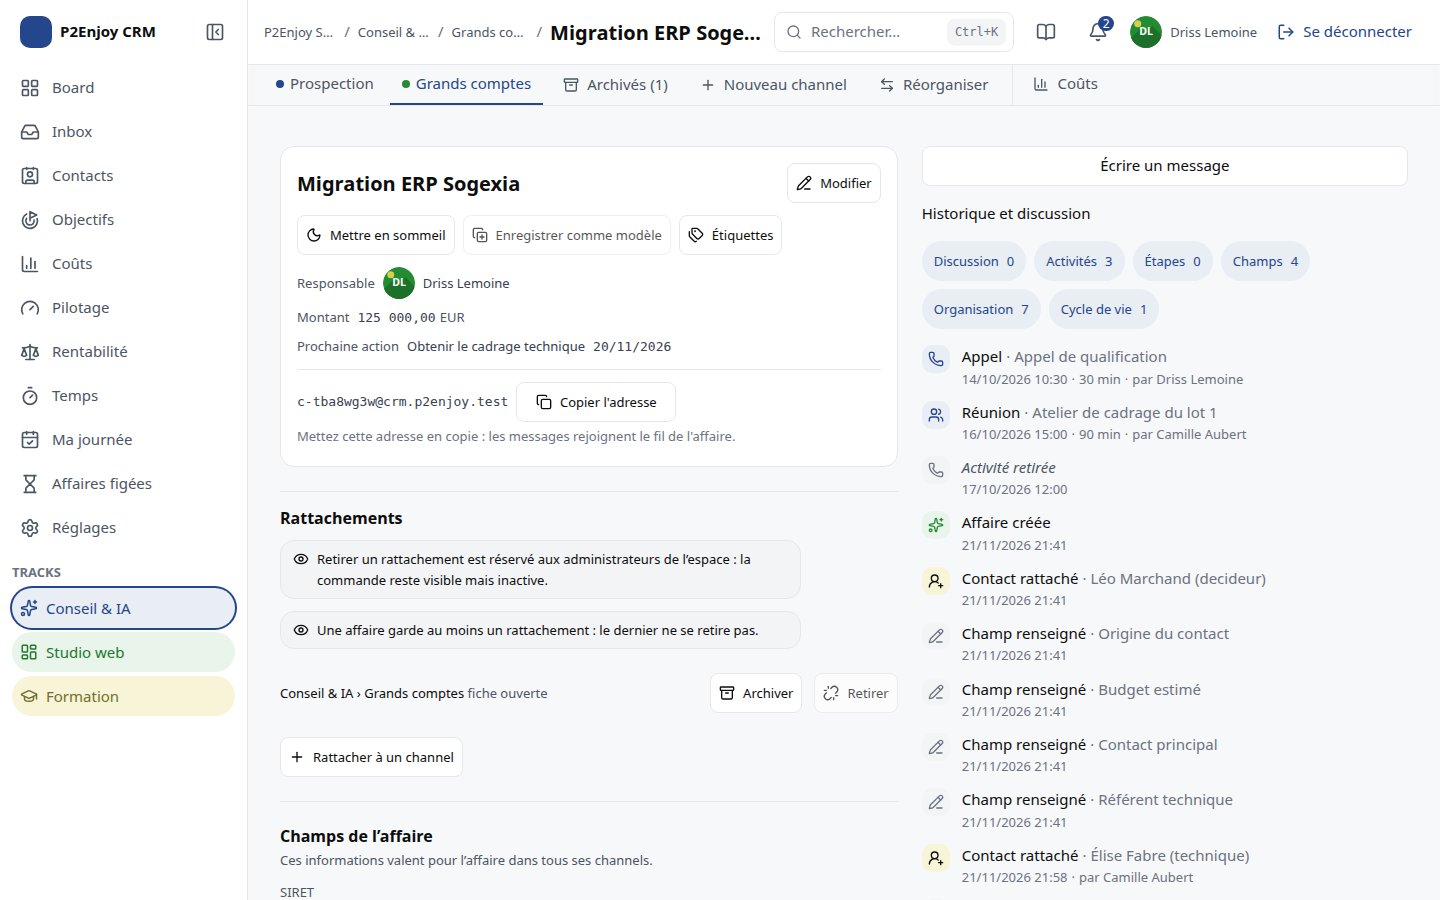 P2Enjoy CRM
Board
Inbox
Contacts
Objectifs
Coûts
Pilotage
Rentabilité
Temps
Ma journée
Affaires figées
Réglages
TRACKS
Conseil & IA
Studio web
Formation
P2Enjoy S... / Conseil & ... / Grands co... / Migration ERP Soge...
Rechercher... Ctrl+K
2
DL Driss Lemoine
Se déconnecter
Prospection
Grands comptes
Archivés (1)
Nouveau channel
Réorganiser
Coûts
Migration ERP Sogexia
Modifier
Mettre en sommeil
Enregistrer comme modèle
Étiquettes
Responsable DL Driss Lemoine
Montant 125 000,00 EUR
Prochaine action Obtenir le cadrage technique 20/11/2026
c-tba8wg3w@crm.p2enjoy.test Copier l'adresse
Mettez cette adresse en copie : les messages rejoignent le fil de l'affaire.
Rattachements
Retirer un rattachement est réservé aux administrateurs de l’espace : la
commande reste visible mais inactive.
Une affaire garde au moins un rattachement : le dernier ne se retire pas.
Conseil & IA › Grands comptes fiche ouverte
Archiver
Retirer
Rattacher à un channel
Champs de l’affaire
Ces informations valent pour l’affaire dans tous ses channels.
SIRET
Écrire un message
Historique et discussion
Discussion 0
Activités 3
Étapes 0
Champs 4
Organisation 7
Cycle de vie 1
Appel · Appel de qualification
14/10/2026 10:30 · 30 min · par Driss Lemoine
Réunion · Atelier de cadrage du lot 1
16/10/2026 15:00 · 90 min · par Camille Aubert
Activité retirée
17/10/2026 12:00
Affaire créée
21/11/2026 21:41
Contact rattaché · Léo Marchand (decideur)
21/11/2026 21:41
Champ renseigné · Origine du contact
21/11/2026 21:41
Champ renseigné · Budget estimé
21/11/2026 21:41
Champ renseigné · Contact principal
21/11/2026 21:41
Champ renseigné · Référent technique
21/11/2026 21:41
Contact rattaché · Élise Fabre (technique)
21/11/2026 21:58 · par Camille Aubert